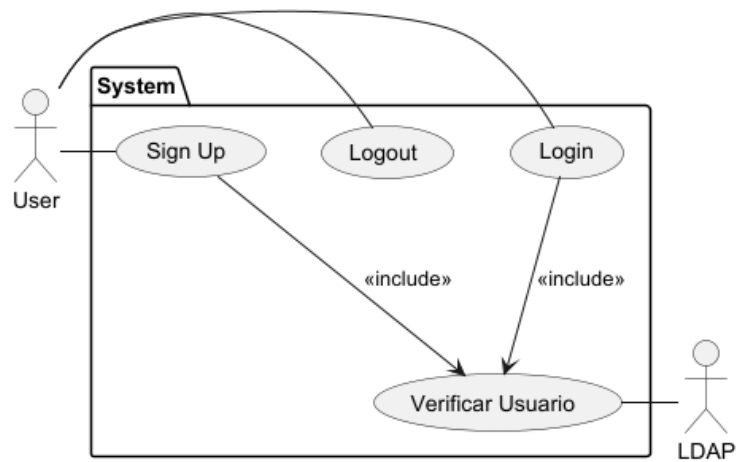 System
Sign Up
Logout
Login
User
«include»
«include»
Verificar Usuario
LDAP